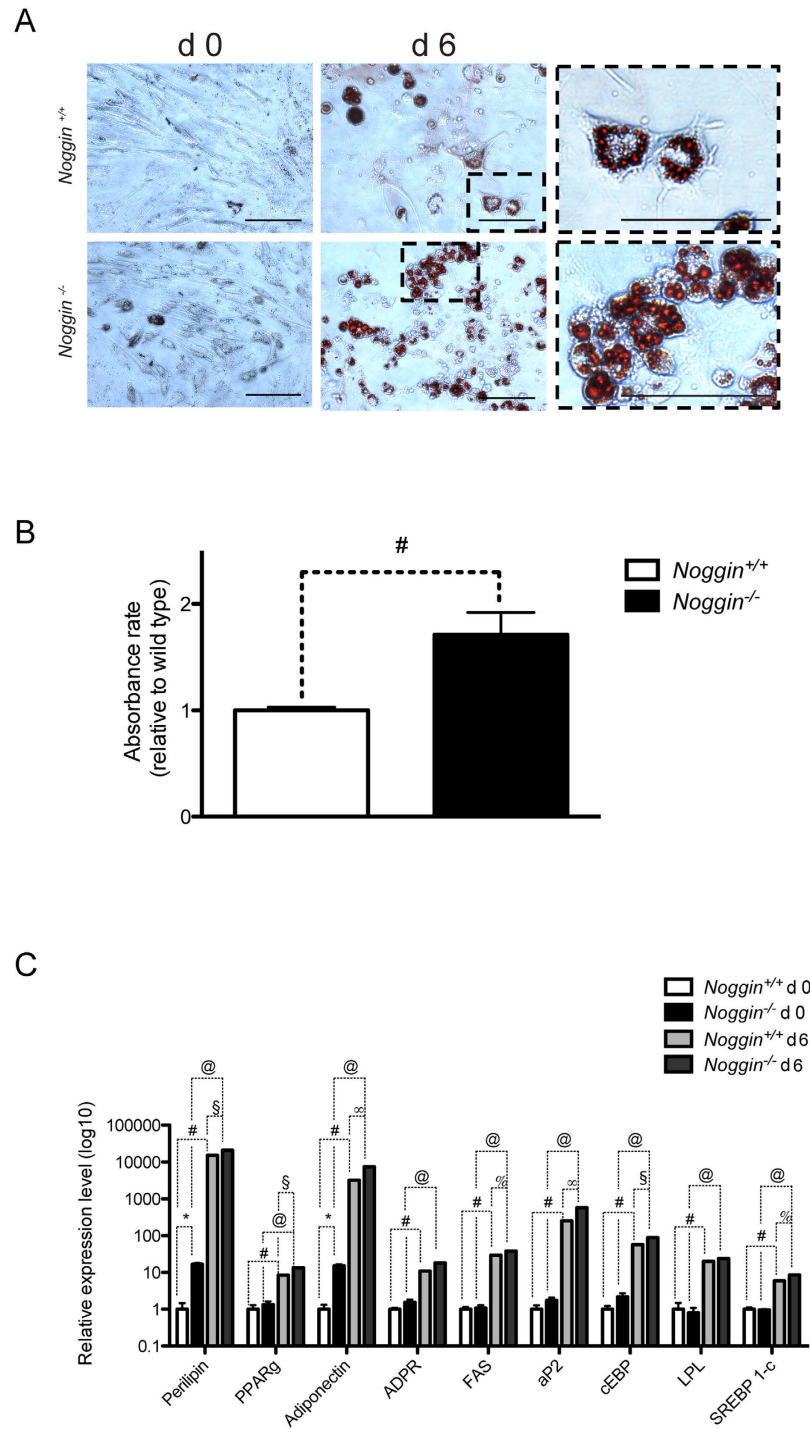 A
d 0
d 6
Noggin +/+
Noggin -/-
B
#
Noggin+/+
Noggin-/-
Absorbance rate
(relative to wild type)
2
1
0
C
Noggin+/+ d 0
Noggin-/- d 0
Noggin+/+ d6
Noggin-/- d6
Relative expression level (log10)
100000
10000
1000
100
10
1
0.1
@ @
§ ∞
# #
@ @ @ @ @
§ % ∞ § %
* @ * # # # # # #
#
Perilipin
PPARg
Adiponectin
ADPR
FAS
aP2
cEBP
LPL
SREBP 1-c